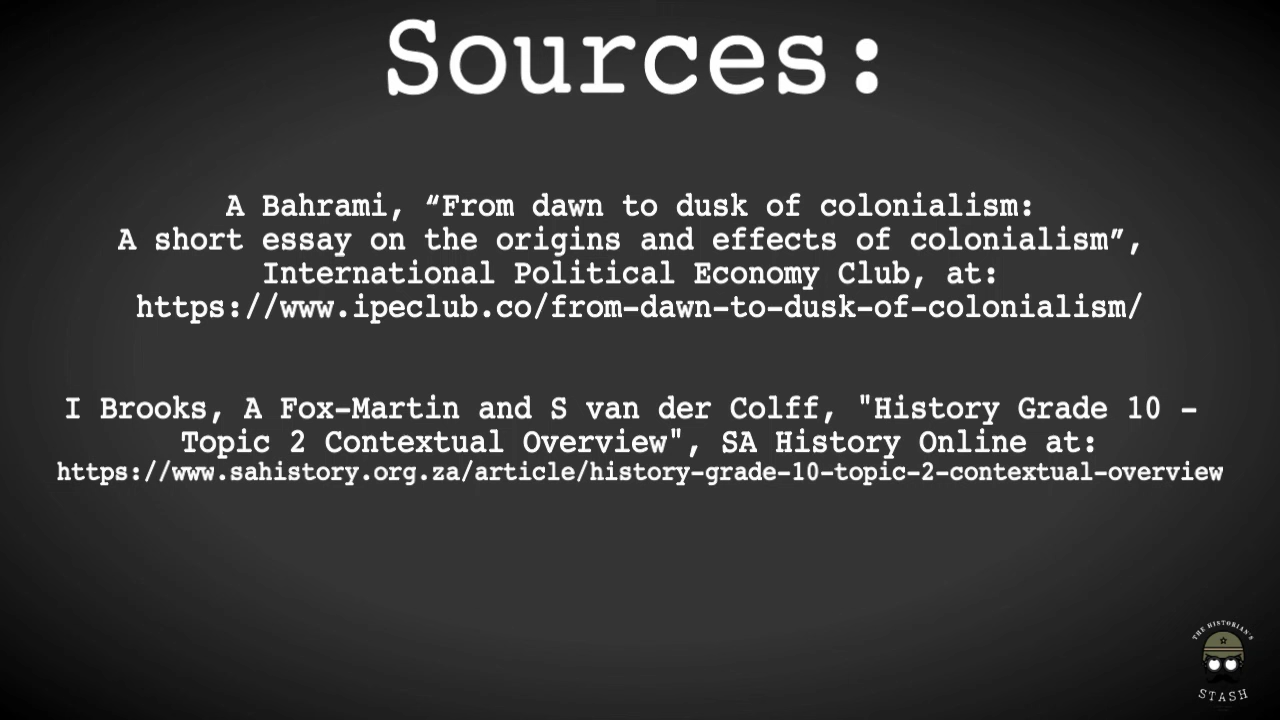 Sources:
A Bahrami, “From dawn to dusk of colonialism:
A short essay on the origins and effects of colonialism”,
International Political Economy Club, at:
https://www.ipeclub.co/from-dawn-to-dusk-of-colonialism/
I Brooks, A Fox-Martin and S van der Colff, "History Grade 10 -
Topic 2 Contextual Overview", SA History Online at:
https://www.sahistory.org.za/article/history-grade-10-topic-2-contextual-overview
THE HISTORIAN'S
STASH